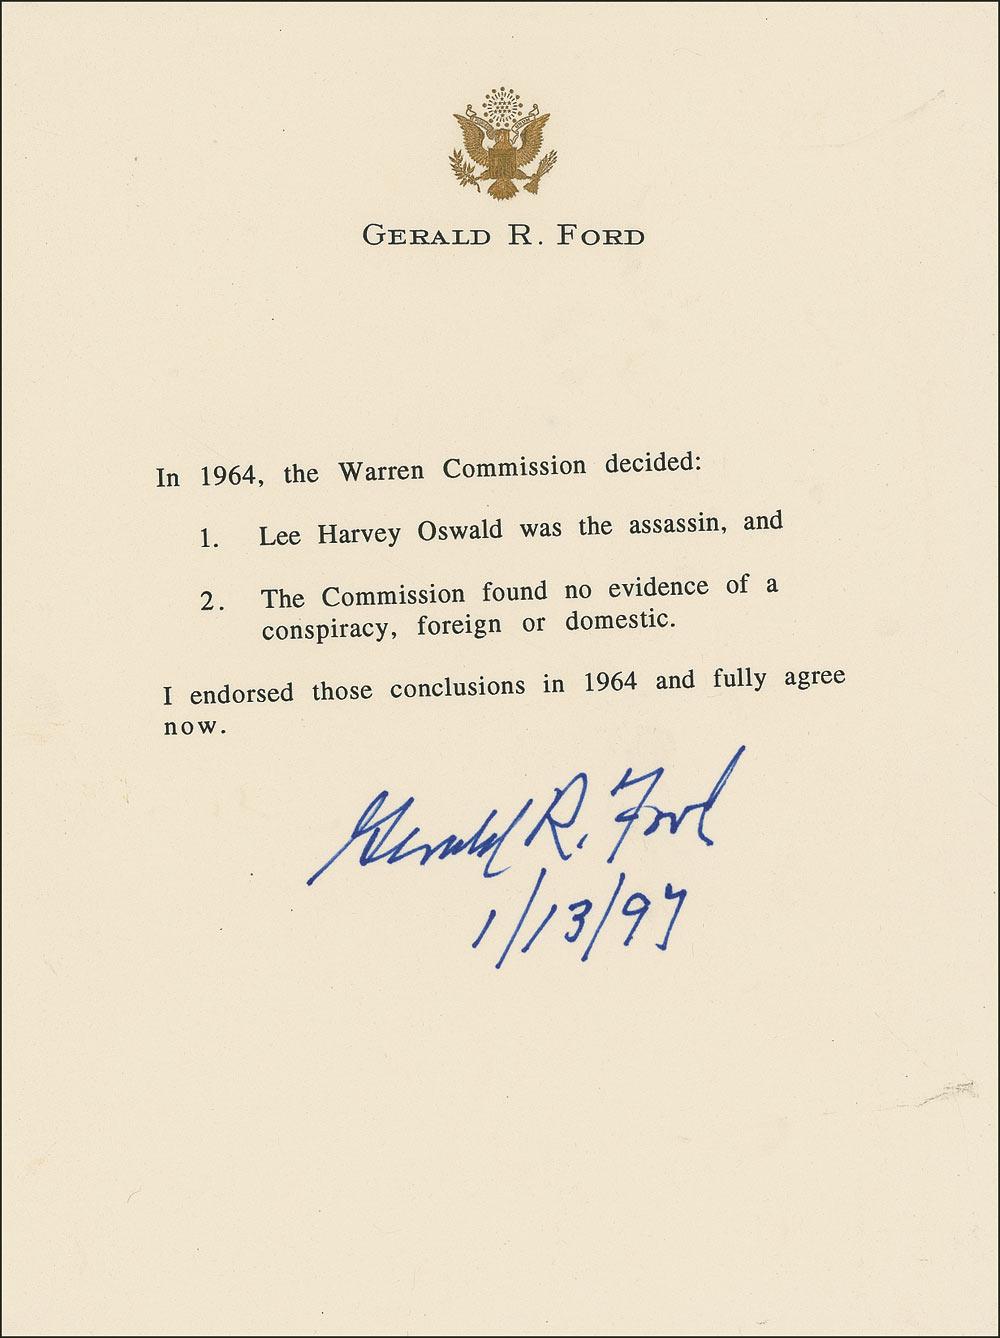 GERALD R. FORD
In 1964, the Warren Commission decided:
1. Lee Harvey Oswald was the assassin, and
2. The Commission found no evidence of a
conspiracy, foreign or domestic.
I endorsed those conclusions in 1964 and fully agree
now.
Gerald R. Ford
1/13/97